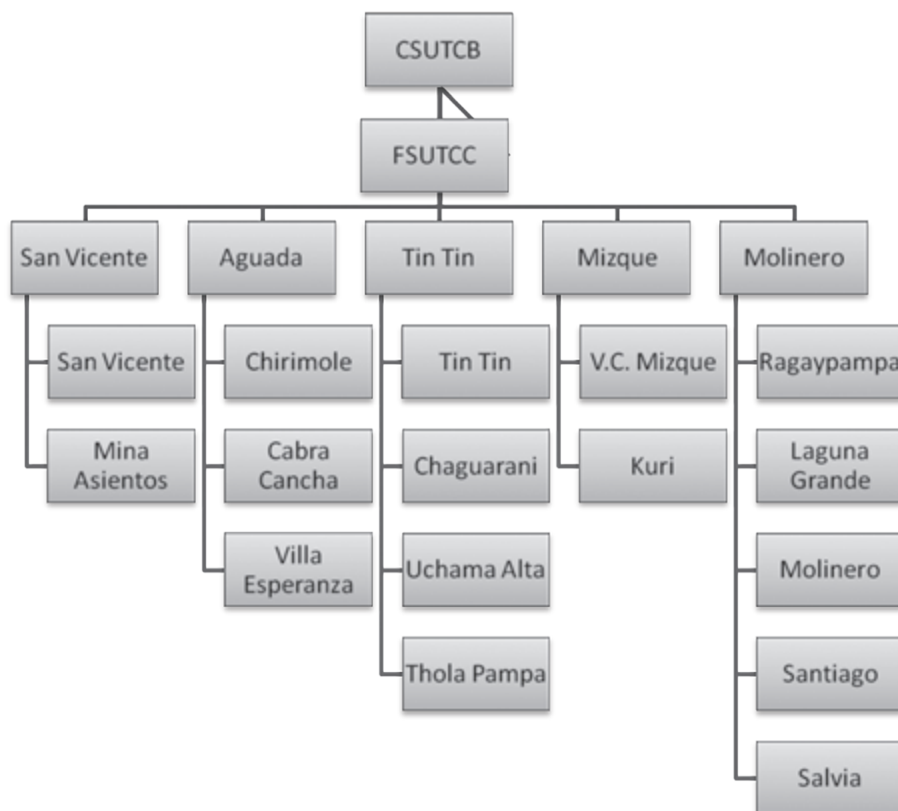 CSUTCB
FSUTCC
San Vicente
Aguada
Tin Tin
Mizque
Molinero
San Vicente
Chirimole
Tin Tin
V.C. Mizque
Ragaypampa
Mina
Asientos
Cabra
Cancha
Chaguarani
Kuri
Laguna
Grande
Villa
Esperanza
Uchama Alta
Molinero
Thola Pampa
Santiago
Salvia